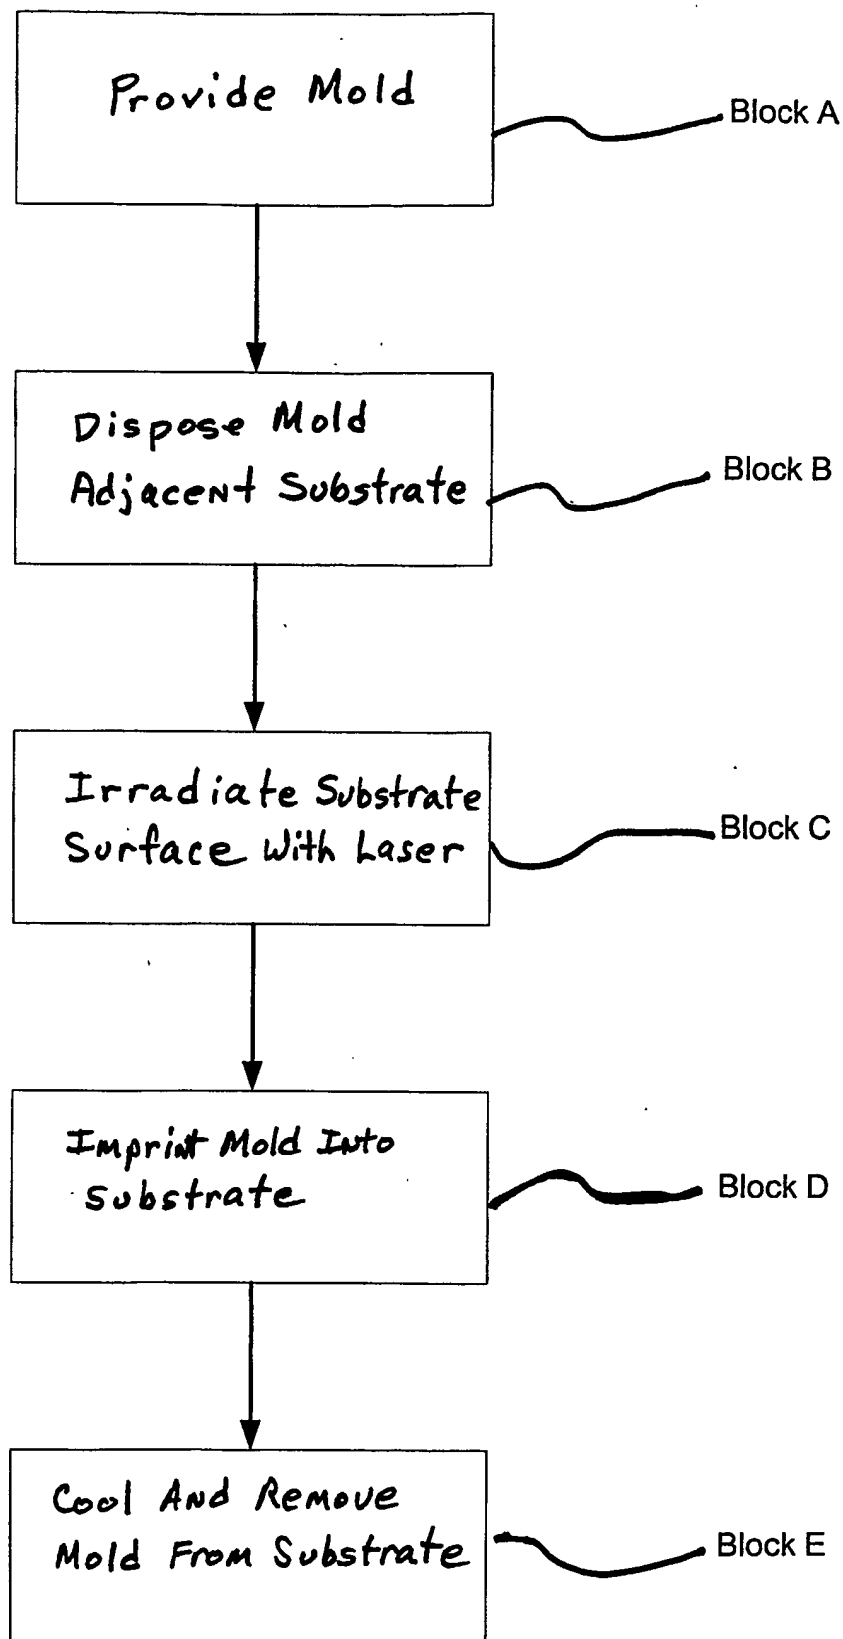 Provide Mold
Block A
Dispose Mold
Adjacent Substrate
Block B
Irradiate Substrate
Surface With Laser
Block C
Imprint Mold Into
Substrate
Block D
Cool And Remove
Mold From Substrate
Block E